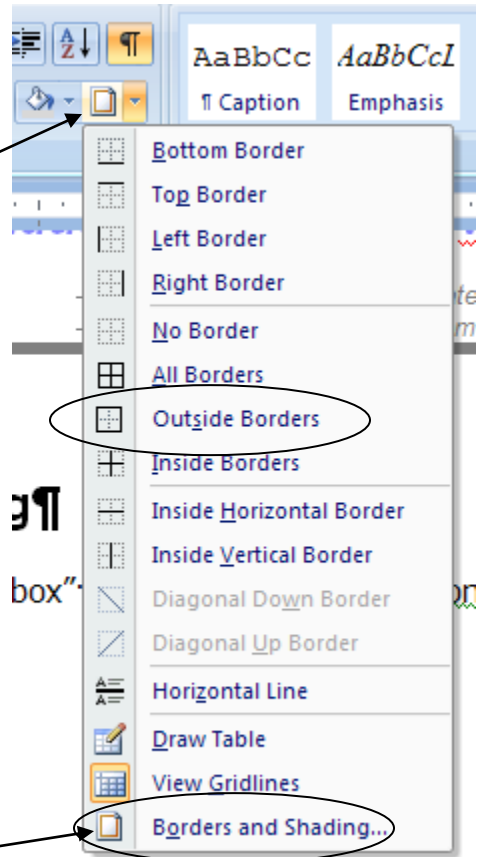 AaBbCc AaBbCcL
¶ Caption Emphasis
Bottom Border
Top Border
Left Border
Right Border
No Border
All Borders
Outside Borders
Inside Borders
g¶
Inside Horizontal Border
Inside Vertical Border
box"
Diagonal Down Border
Diagonal Up Border
Horizontal Line
Draw Table
View Gridlines
Borders and Shading...